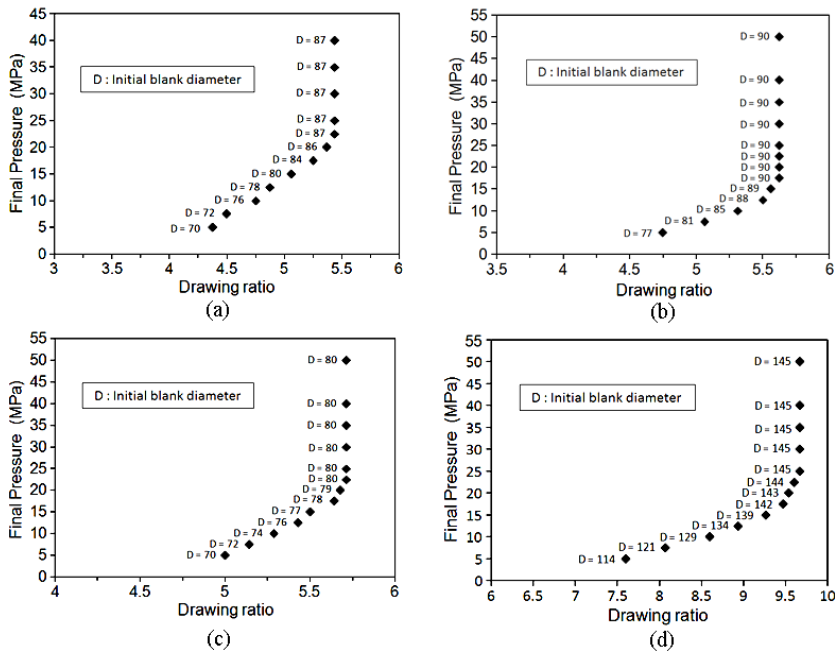 40
35
30
25
20
15
10
5
0
Final Pressure (MPa)
D : Initial blank diameter
D = 87
D = 87
D = 87
D = 87
D = 87
D = 86
D = 84
D = 80
D = 78
D = 76
D = 72
D = 70
3 3.5 4 4.5 5 5.5 6
Drawing ratio
(a)
55
50
45
40
35
30
25
20
15
10
5
0
Final Pressure (MPa)
D : Initial blank diameter
D = 90
D = 90
D = 90
D = 90
D = 90
D = 90
D = 90
D = 90
D = 89
D = 88
D = 85
D = 81
D = 77
3.5 4 4.5 5 5.5 6
Drawing ratio
(b)
55
50
45
40
35
30
25
20
15
10
5
0
Final Pressure (MPa)
D : Initial blank diameter
D = 80
D = 80
D = 80
D = 80
D = 80
D = 80
D = 79
D = 78
D = 77
D = 76
D = 74
D = 72
D = 70
4 4.5 5 5.5 6
Drawing ratio
(c)
55
50
45
40
35
30
25
20
15
10
5
0
Final Pressure (MPa)
D : Initial blank diameter
D = 145
D = 145
D = 145
D = 145
D = 145
D = 144
D = 143
D = 142
D = 139
D = 134
D = 129
D = 121
D = 114
6 6.5 7 7.5 8 8.5 9 9.5 10
Drawing ratio
(d)